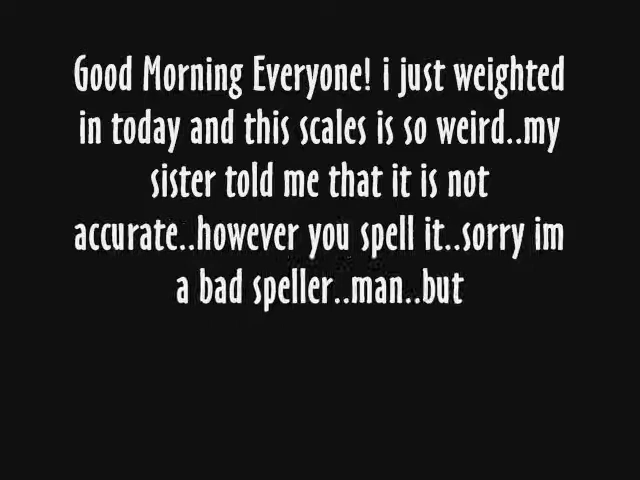 Good Morning Everyone! i just weighted
in today and this scales is so weird..my
sister told me that it is not
accurate..however you spell it..sorry im
a bad speller..man..but